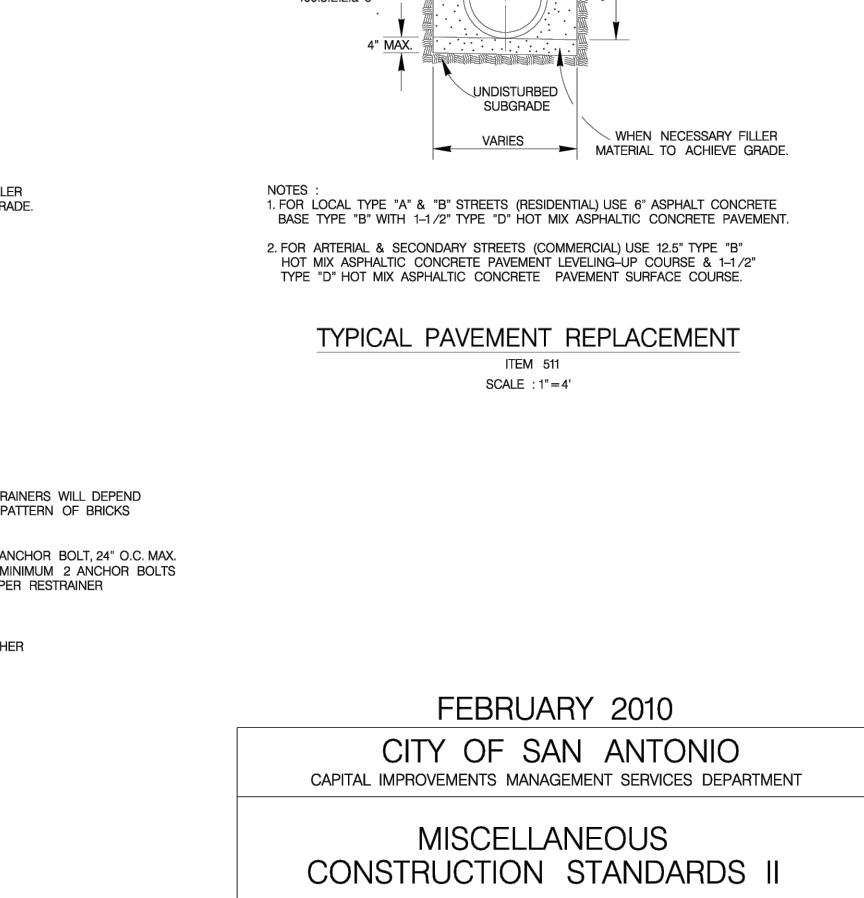 4" MAX.
UNDISTURBED
SUBGRADE
VARIES
WHEN NECESSARY FILLER
MATERIAL TO ACHIEVE GRADE.
LER
RADE.
NOTES :
1. FOR LOCAL TYPE "A" & "B" STREETS (RESIDENTIAL) USE 6" ASPHALT CONCRETE
BASE TYPE "B" WITH 1-1/2" TYPE "D" HOT MIX ASPHALTIC CONCRETE PAVEMENT.
2. FOR ARTERIAL & SECONDARY STREETS (COMMERCIAL) USE 12.5" TYPE "B"
HOT MIX ASPHALTIC CONCRETE PAVEMENT LEVELING-UP COURSE & 1-1/2"
TYPE "D" HOT MIX ASPHALTIC CONCRETE PAVEMENT SURFACE COURSE.
TYPICAL PAVEMENT REPLACEMENT
ITEM 511
SCALE : 1" = 4'
RAINERS WILL DEPEND
PATTERN OF BRICKS
ANCHOR BOLT, 24" O.C. MAX.
MINIMUM 2 ANCHOR BOLTS
PER RESTRAINER
HER
FEBRUARY 2010
CITY OF SAN ANTONIO
CAPITAL IMPROVEMENTS MANAGEMENT SERVICES DEPARTMENT
MISCELLANEOUS
CONSTRUCTION STANDARDS II